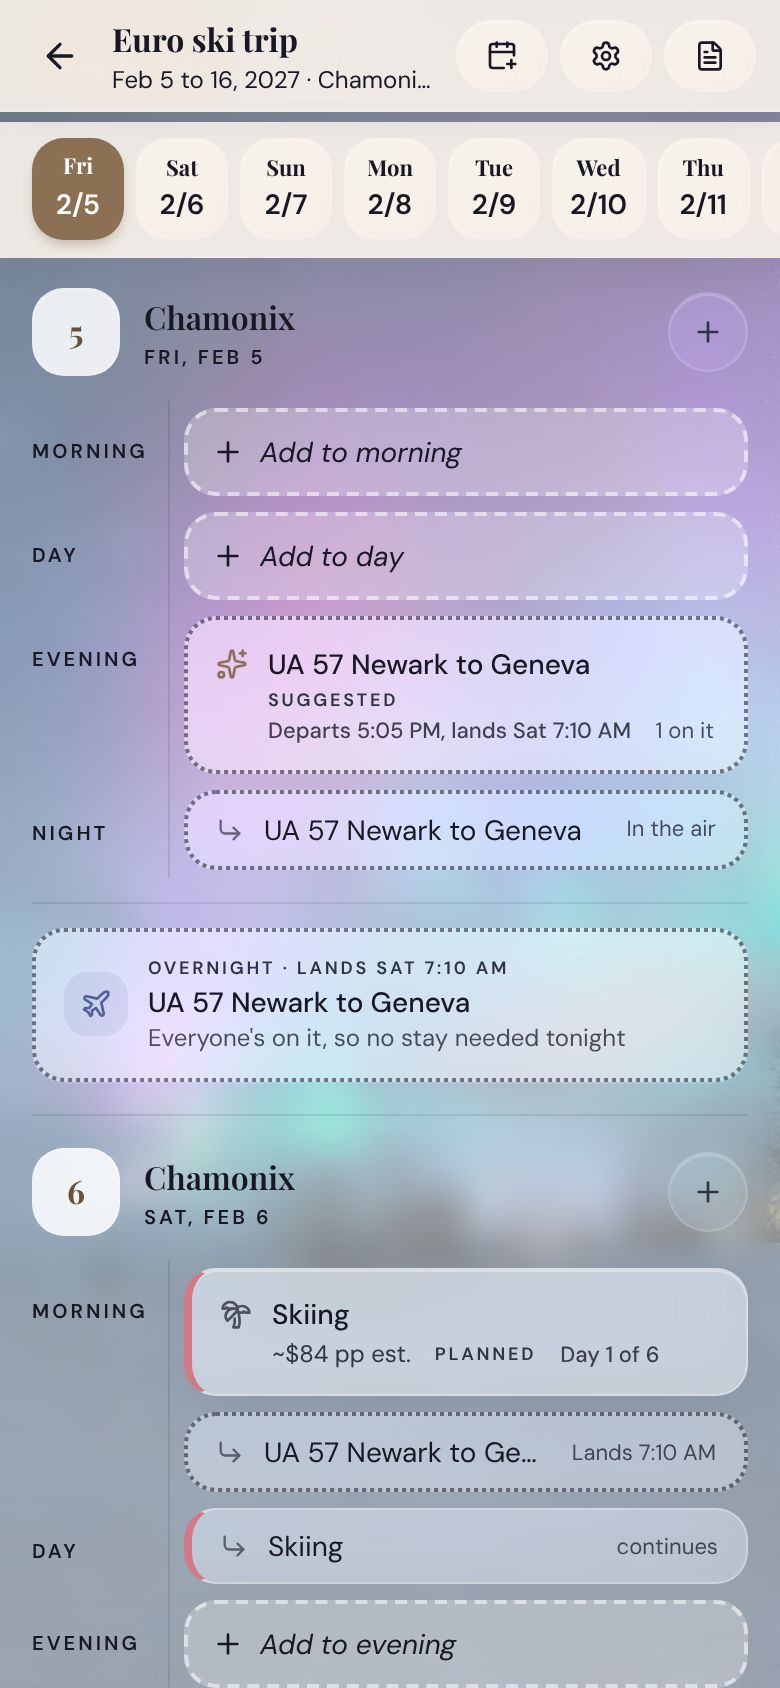 Euro ski trip
Feb 5 to 16, 2027 · Chamoni...
Fri
2/5
Sat
2/6
Sun
2/7
Mon
2/8
Tue
2/9
Wed
2/10
Thu
2/11
5
Chamonix
FRI, FEB 5
MORNING
Add to morning
DAY
Add to day
EVENING
UA 57 Newark to Geneva
SUGGESTED
Departs 5:05 PM, lands Sat 7:10 AM 1 on it
NIGHT
UA 57 Newark to Geneva In the air
OVERNIGHT · LANDS SAT 7:10 AM
UA 57 Newark to Geneva
Everyone's on it, so no stay needed tonight
6
Chamonix
SAT, FEB 6
MORNING
Skiing
~$84 pp est. PLANNED Day 1 of 6
UA 57 Newark to Ge... Lands 7:10 AM
DAY
Skiing continues
EVENING
Add to evening